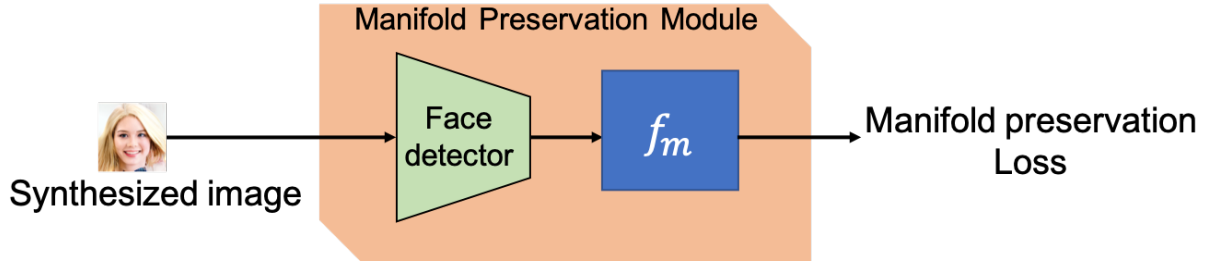 Manifold Preservation Module
Face
detector
f_m
Manifold preservation
Loss
Synthesized image